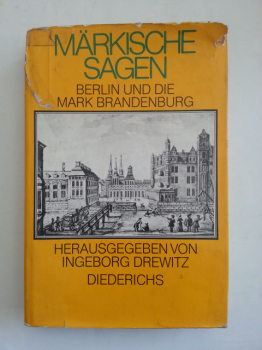 MÄRKISCHE
SAGEN
BERLIN UND DIE
MARK BRANDENBURG
HERAUSGEGEBEN VON
INGEBORG DREWITZ
DIEDERICHS